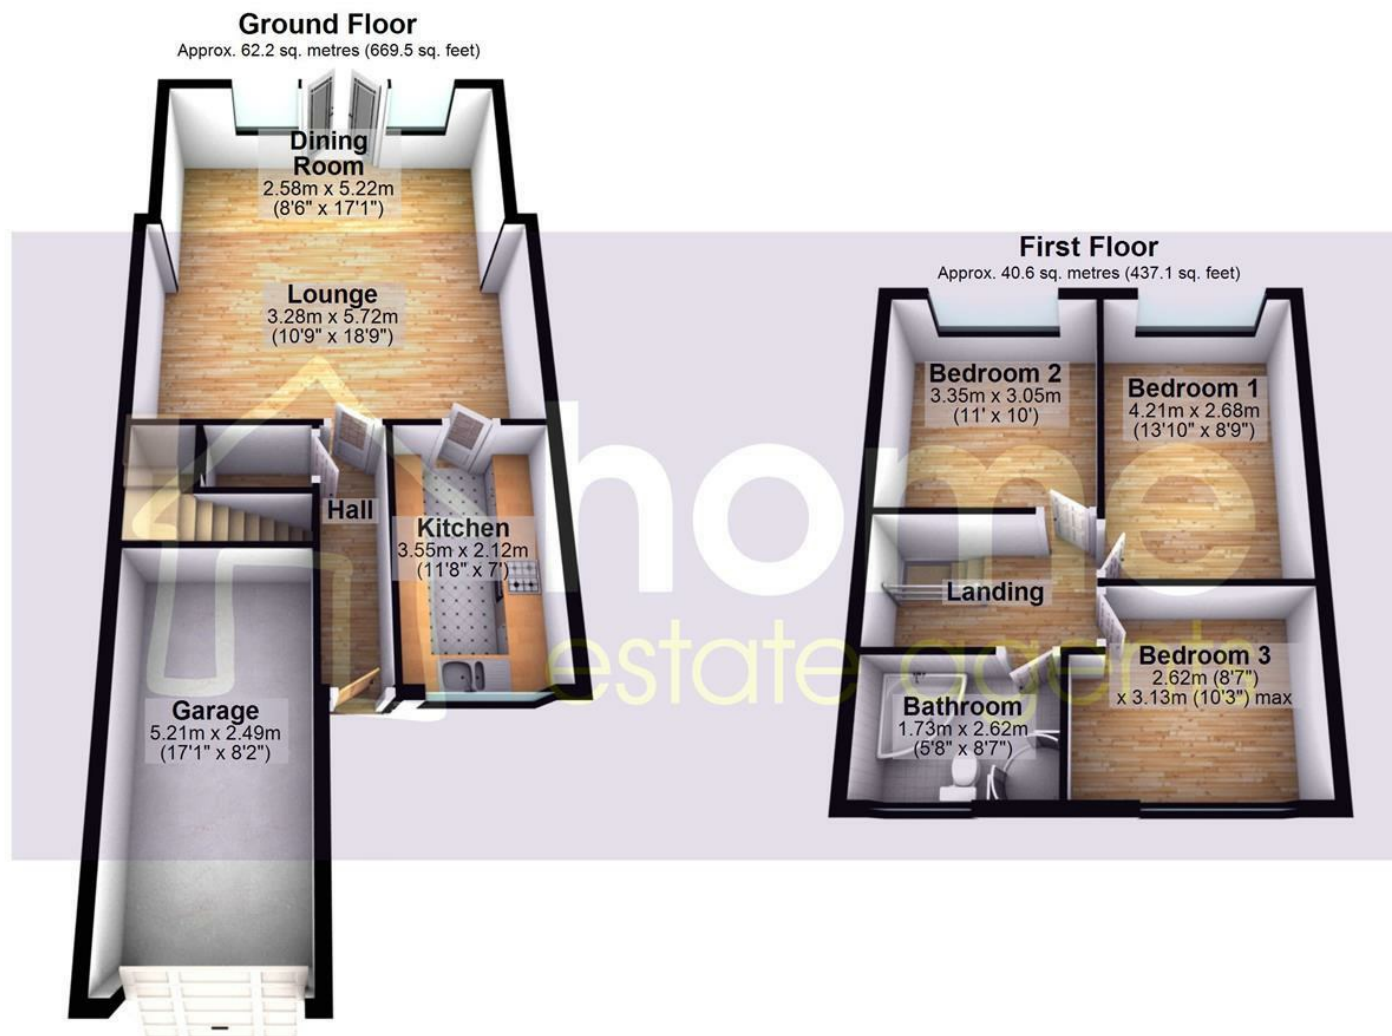 Ground Floor
Approx. 62.2 sq. metres (669.5 sq. feet)
Dining
Room
2.58m x 5.22m
(8'6" x 17'1")
Lounge
3.28m x 5.72m
(10'9" x 18'9")
Hall
Kitchen
3.55m x 2.12m
(11'8" x 7')
Garage
5.21m x 2.49m
(17'1" x 8'2")
First Floor
Approx. 40.6 sq. metres (437.1 sq. feet)
Bedroom 2
3.35m x 3.05m
(11' x 10')
Bedroom 1
4.21m x 2.68m
(13'10" x 8'9")
Landing
Bedroom 3
2.62m (8'7")
x 3.13m (10'3") max
Bathroom
1.73m x 2.62m
(5'8" x 8'7")
home
estate agents